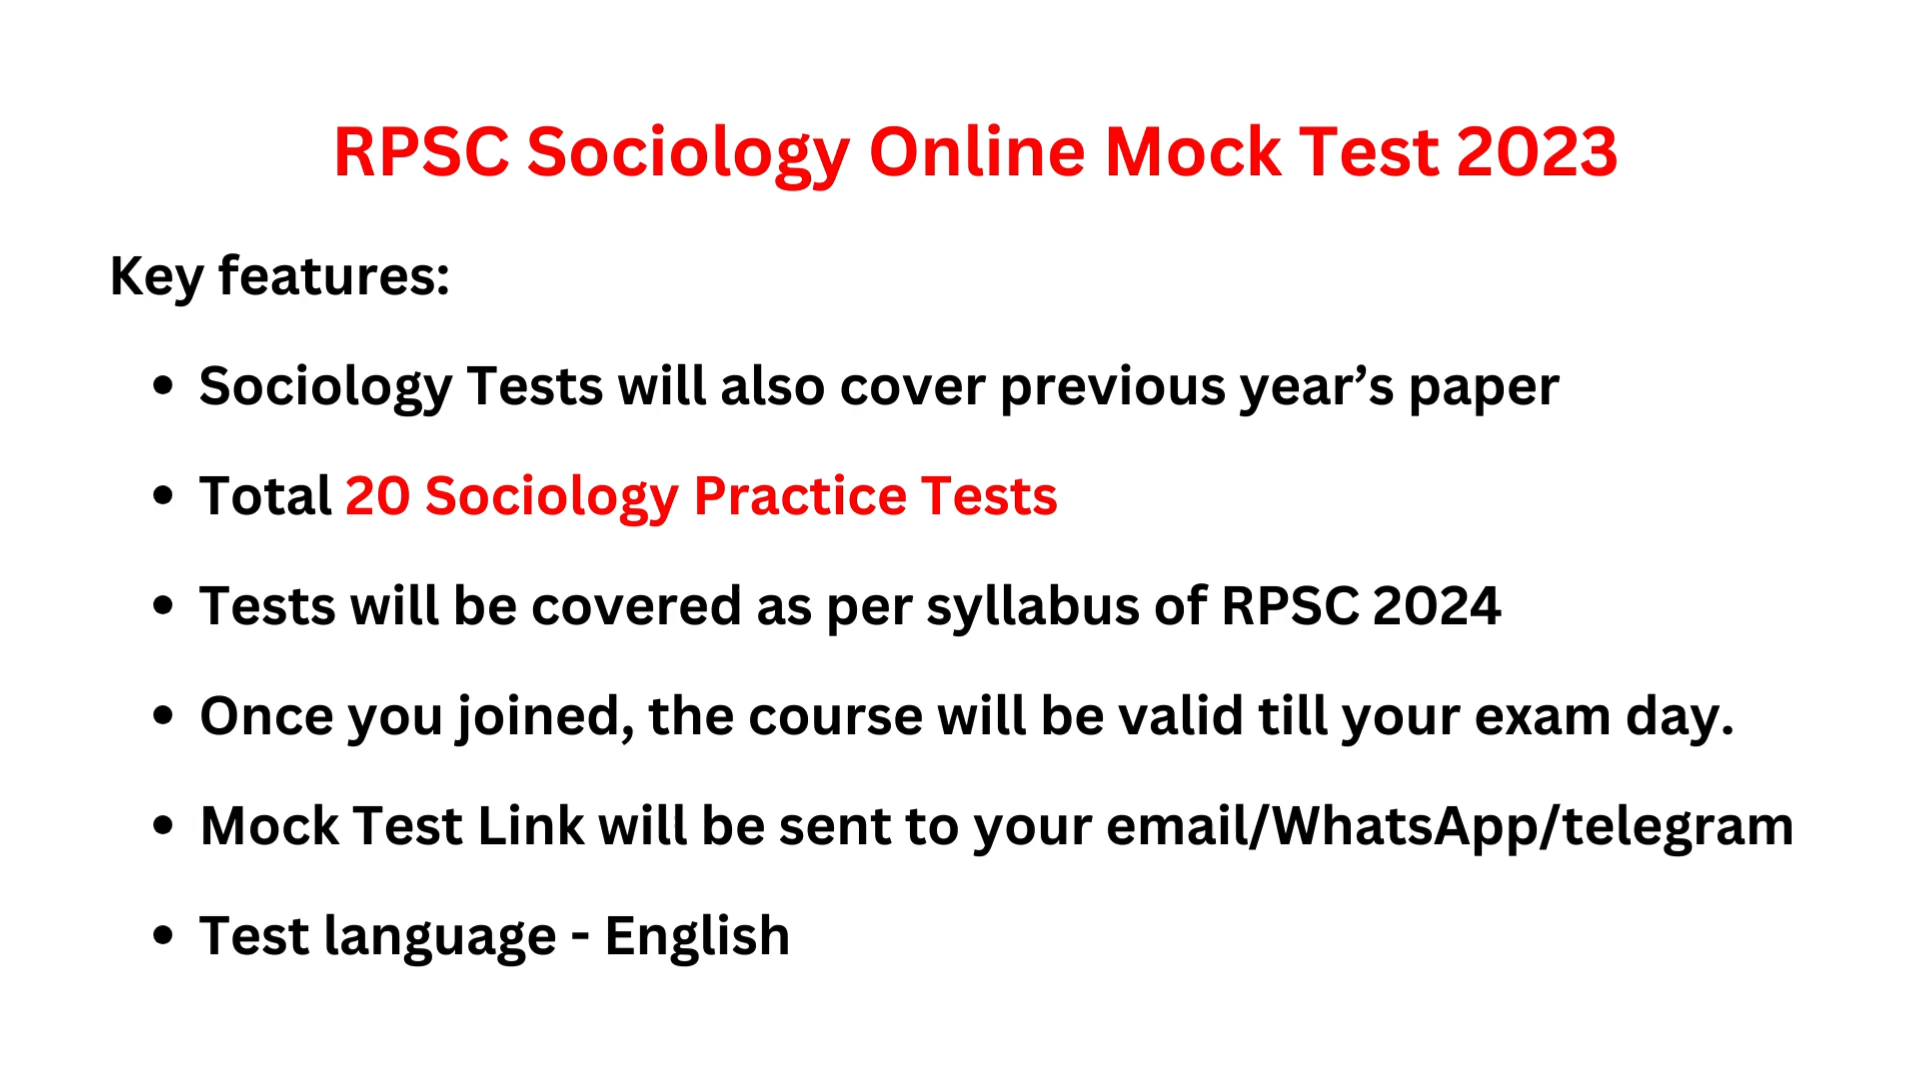 RPSC Sociology Online Mock Test 2023
Key features:
• Sociology Tests will also cover previous year’s paper
• Total 20 Sociology Practice Tests
• Tests will be covered as per syllabus of RPSC 2024
• Once you joined, the course will be valid till your exam day.
• Mock Test Link will be sent to your email/WhatsApp/telegram
• Test language - English